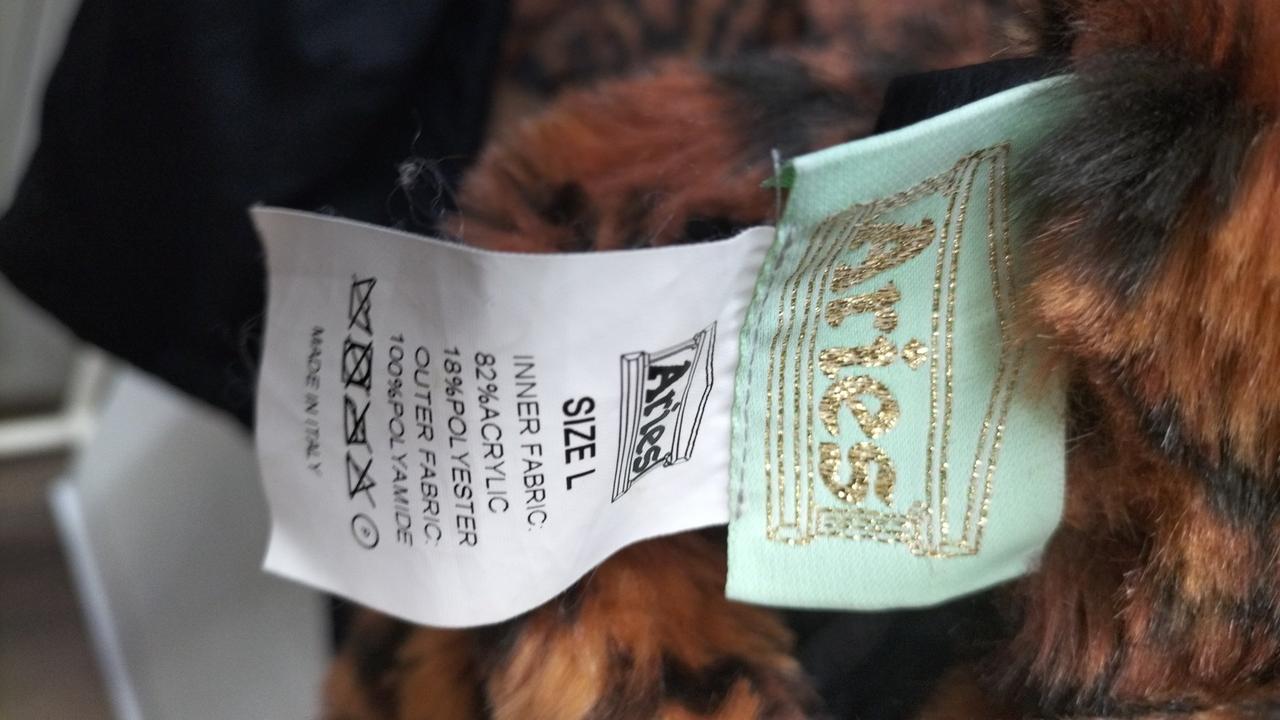 Aries
Aries
SIZE L
INNER FABRIC:
82%ACRYLIC
18%POLYESTER
OUTER FABRIC:
100%POLYAMIDE
P
MADE IN ITALY